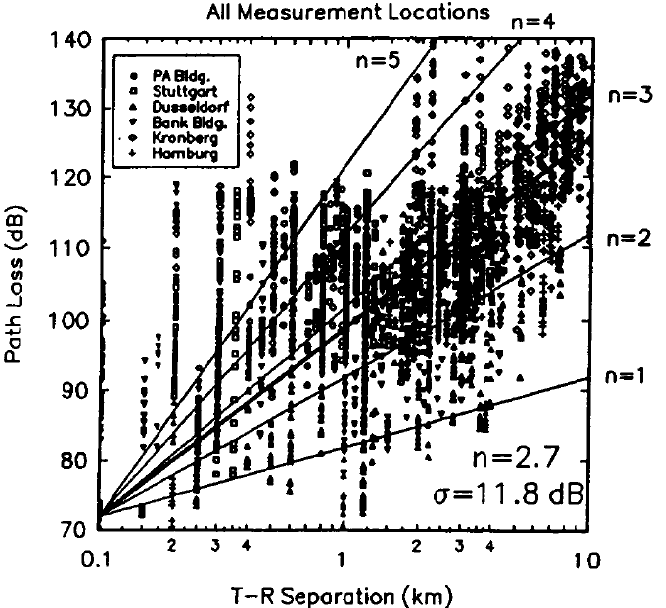 All Measurement Locations
140
n=5
n=4
PA Bldg.
Stuttgart
Dusseldorf
Bank Bldg.
Kronberg
Hamburg
130
n=3
120
110
n=2
100
90
n=1
80
n=2.7
σ=11.8 dB
70
0.1 2 3 4 1 2 3 4 10
Path Loss (dB)
T-R Separation (km)